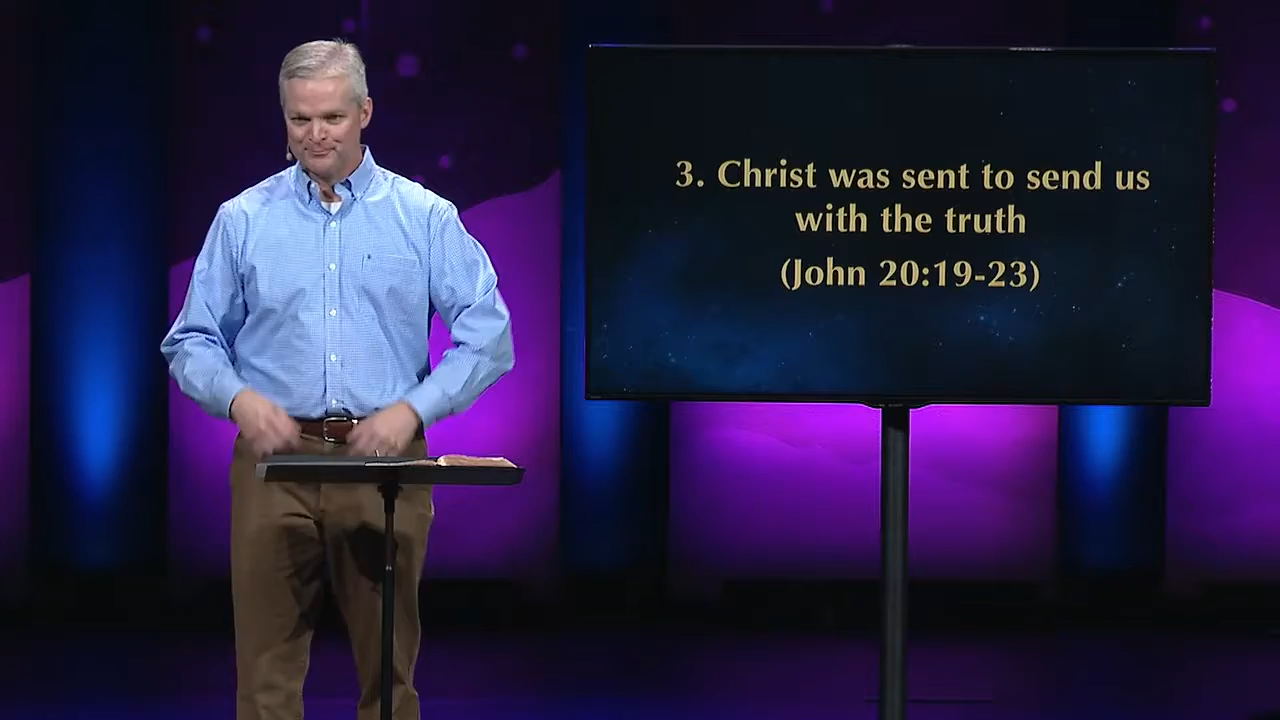 3. Christ was sent to send us
with the truth
(John 20:19-23)